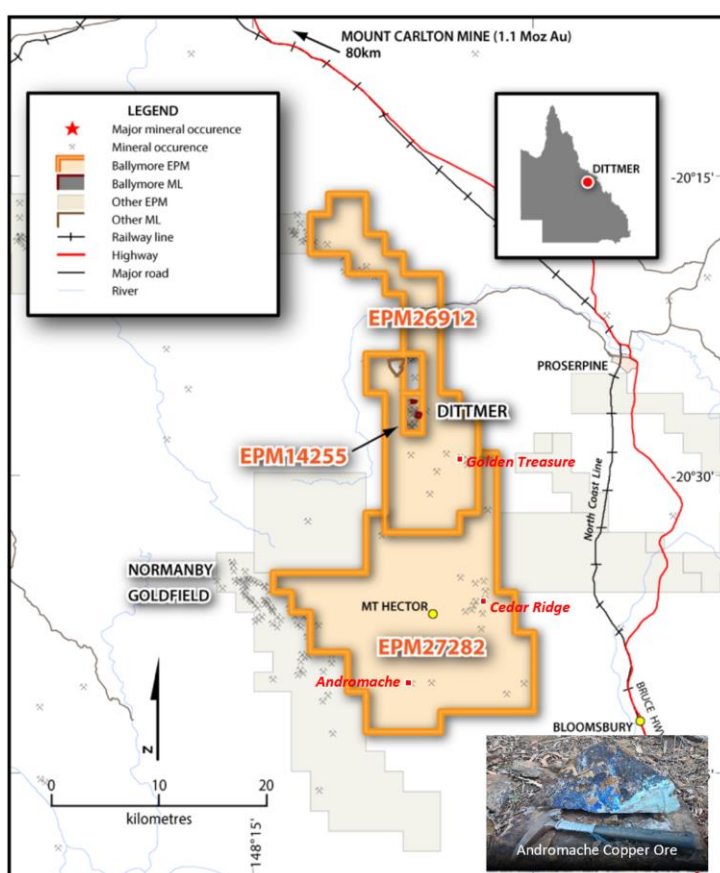 MOUNT CARLTON MINE (1.1 Moz Au)
80km
LEGEND
Major mineral occurence
Mineral occurence
Ballymore EPM
Ballymore ML
Other EPM
Other ML
Railway line
Highway
Major road
River
DITTMER
-20°15'
EPM26912
PROSERPINE
DITTMER
EPM14255
Golden Treasure
-20°30'
North Coast Line
NORMANBY
GOLDFIELD
MT HECTOR
Cedar Ridge
EPM27282
Andromache
BRUCE HWY
BLOOMSBURY
N
0 10 20
kilometres
148°15'
Andromache Copper Ore